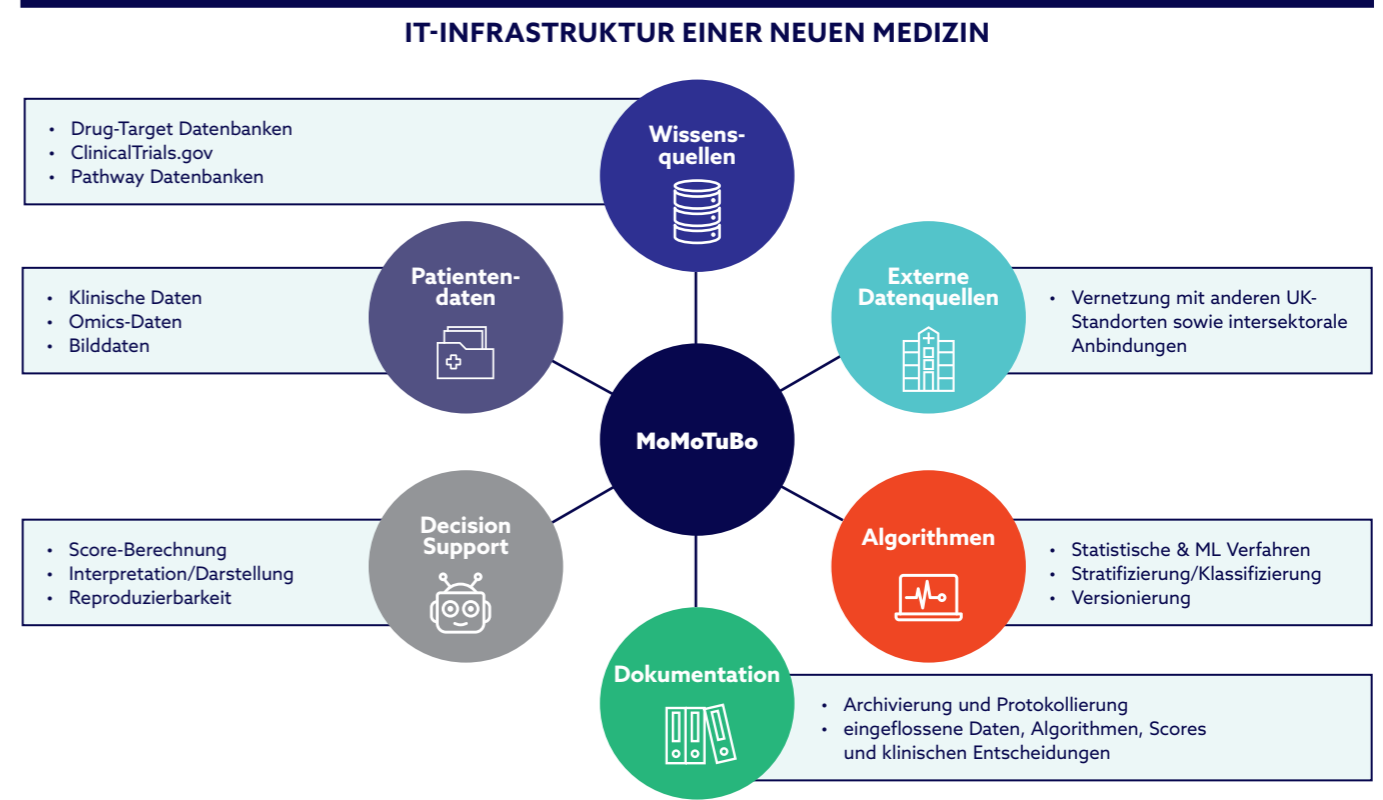 IT-INFRASTRUKTUR EINER NEUEN MEDIZIN
Wissens-
quellen
• Drug-Target Datenbanken
• ClinicalTrials.gov
• Pathway Datenbanken
Patienten-
daten
• Klinische Daten
• Omics-Daten
• Bilddaten
Externe
Datenquellen
• Vernetzung mit anderen UK-
Standorten sowie intersektorale
Anbindungen
MoMoTuBo
Decision
Support
• Score-Berechnung
• Interpretation/Darstellung
• Reproduzierbarkeit
Algorithmen
• Statistische & ML Verfahren
• Stratifizierung/Klassifizierung
• Versionierung
Dokumentation
• Archivierung und Protokollierung
• eingeflossene Daten, Algorithmen, Scores
und klinischen Entscheidungen